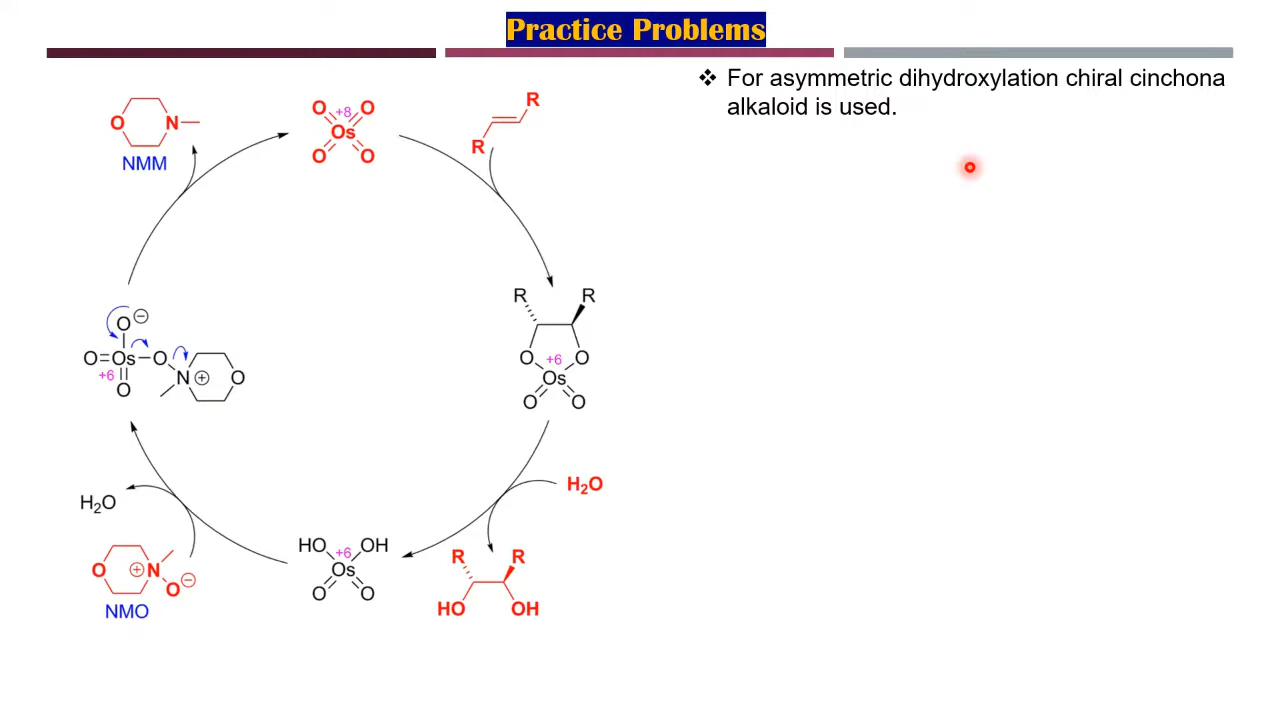 Practice Problems
❖ For asymmetric dihydroxylation chiral cinchona
alkaloid is used.
O N
NMM
O +8 O
Os
O O
R
R
R R
O +6 O
Os
O O
H₂O
R R
HO OH
HO +6 OH
Os
O O
H₂O
O ⊕ N
O ⊖
NMO
O ⊖
O=Os–O
+6 N ⊕ O
O